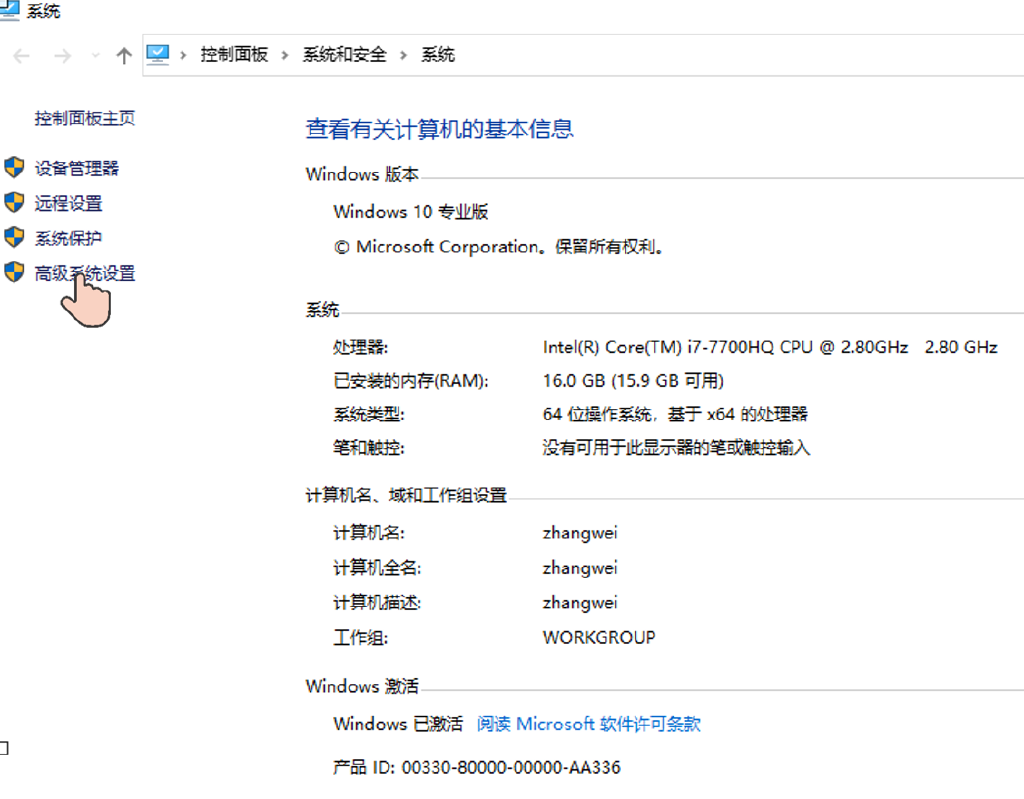 系统
控制面板 > 系统和安全 > 系统
控制面板主页
设备管理器
远程设置
系统保护
高级系统设置
查看有关计算机的基本信息
Windows 版本
Windows 10 专业版
© Microsoft Corporation。保留所有权利。
系统
处理器: Intel(R) Core(TM) i7-7700HQ CPU @ 2.80GHz 2.80 GHz
已安装的内存(RAM): 16.0 GB (15.9 GB 可用)
系统类型: 64 位操作系统, 基于 x64 的处理器
笔和触控: 没有可用于此显示器的笔或触控输入
计算机名、域和工作组设置
计算机名: zhangwei
计算机全名: zhangwei
计算机描述: zhangwei
工作组: WORKGROUP
Windows 激活
Windows 已激活 阅读 Microsoft 软件许可条款
产品 ID: 00330-80000-00000-AA336